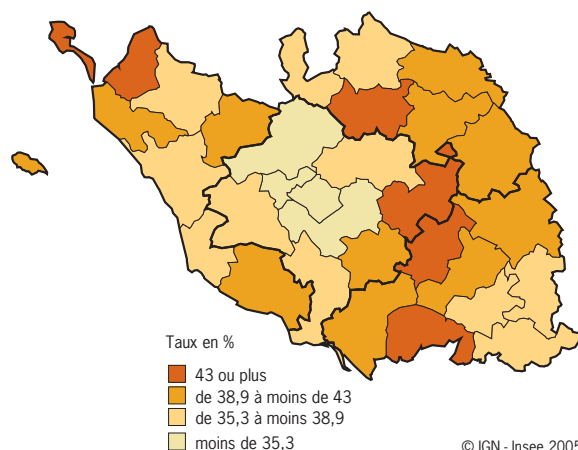 Taux en %
43 ou plus
de 38,9 à moins de 43
de 35,3 à moins 38,9
moins de 35,3
© IGN - Insee 2005